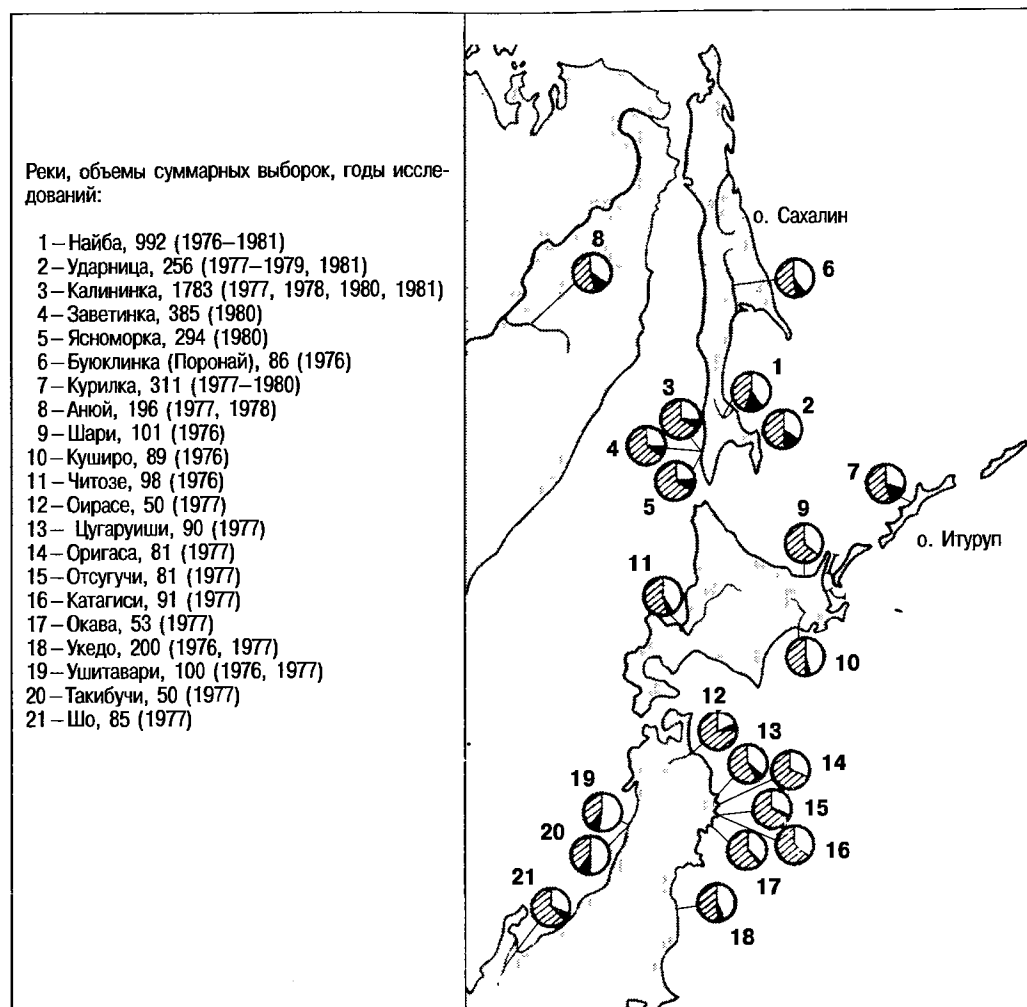 Реки, объемы суммарных выборок, годы иссле-
дований:
1–Найба, 992 (1976–1981)
2–Ударница, 256 (1977–1979, 1981)
3–Калининка, 1783 (1977, 1978, 1980, 1981)
4–Заветинка, 385 (1980)
5–Ясноморка, 294 (1980)
6–Буюклинка (Поронай), 86 (1976)
7–Курилка, 311 (1977–1980)
8–Анюй, 196 (1977, 1978)
9–Шари, 101 (1976)
10–Куширо, 89 (1976)
11–Читозе, 98 (1976)
12–Оирасе, 50 (1977)
13– Цугаруиши, 90 (1977)
14–Оригаса, 81 (1977)
15–Отсугучи, 81 (1977)
16–Катагиси, 91 (1977)
17–Окава, 53 (1977)
18–Укедо, 200 (1976, 1977)
19–Ушитавари, 100 (1976, 1977)
20–Такибучи, 50 (1977)
21–Шо, 85 (1977)
о. Сахалин
8
6
1
3
2
4
5
7
9
о. Итуруп
11
10
12
13
14
19
15
20
16
17
21
18